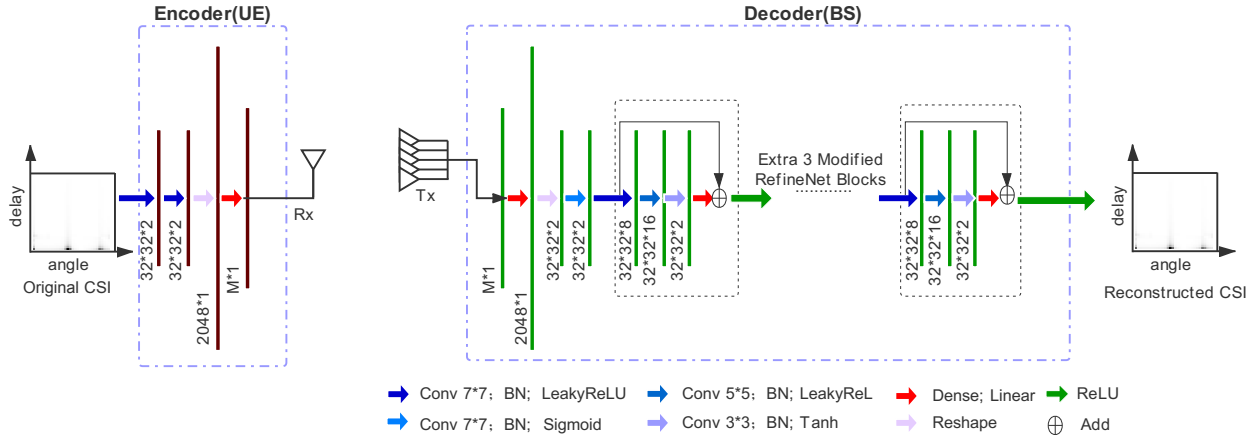 Encoder(UE)
Decoder(BS)
delay
angle
Original CSI
32*32*2
32*32*2
2048*1
M*1
Rx
Tx
M*1
2048*1
32*32*2
32*32*2
32*32*8
32*32*16
32*32*2
Extra 3 Modified
RefineNet Blocks
32*32*8
32*32*16
32*32*2
delay
angle
Reconstructed CSI
Conv 7*7；BN; LeakyReLU
Conv 5*5；BN; LeakyReL
Dense; Linear
ReLU
Conv 7*7；BN; Sigmoid
Conv 3*3；BN; Tanh
Reshape
Add